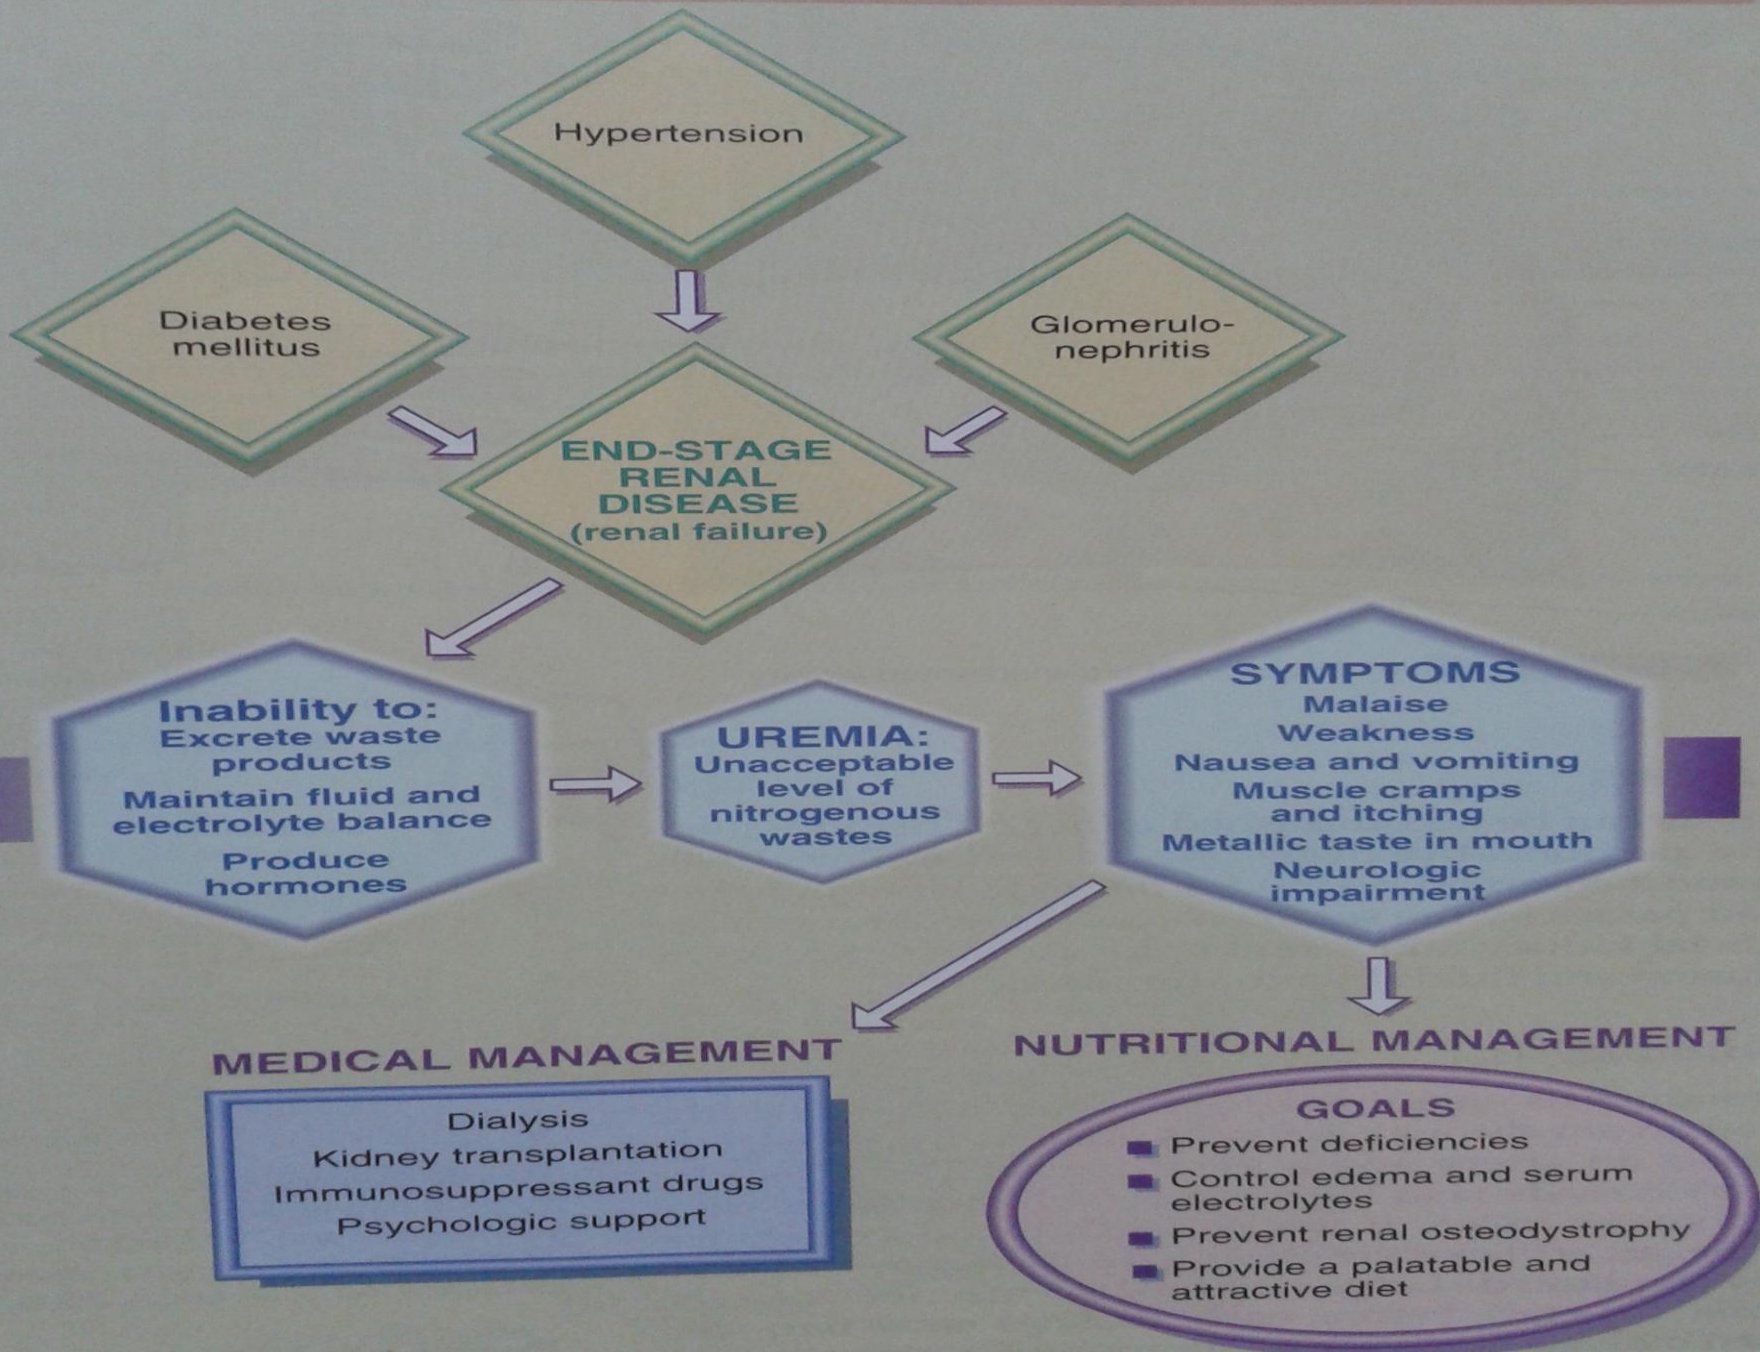 Hypertension
Diabetes
mellitus
Glomerulo-
nephritis
END-STAGE
RENAL
DISEASE
(renal failure)
Inability to:
Excrete waste
products
Maintain fluid and
electrolyte balance
Produce
hormones
UREMIA:
Unacceptable
level of
nitrogenous
wastes
SYMPTOMS
Malaise
Weakness
Nausea and vomiting
Muscle cramps
and itching
Metallic taste in mouth
Neurologic
impairment
MEDICAL MANAGEMENT
Dialysis
Kidney transplantation
Immunosuppressant drugs
Psychologic support
NUTRITIONAL MANAGEMENT
GOALS
Prevent deficiencies
Control edema and serum
electrolytes
Prevent renal osteodystrophy
Provide a palatable and
attractive diet